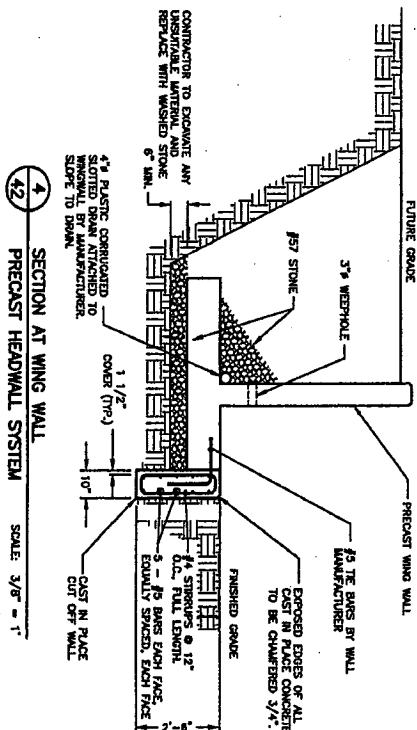 FUTURE GRADE
CONTRACTOR TO EXCAVATE ANY
UNSUITABLE MATERIAL AND
REPLACE WITH WASHED STONE
6" MIN.
#57 STONE
3"ø WEEPHOLE
PRECAST WING WALL
4"ø PLASTIC CORRUGATED
SLOTTED DRAIN ATTACHED TO
WINGWALL BY MANUFACTURER.
SLOPE TO DRAIN.
1 1/2"
COVER (TYP.)
10"
#5 TIE BARS BY WALL
MANUFACTURER
EXPOSED EDGES OF ALL
CAST IN PLACE CONCRETE
TO BE CHAMFERED 3/4".
FINISHED GRADE
#4 STIRRUPS @ 12"
O.C., FULL LENGTH.
5 - #5 BARS EACH FACE,
EQUALLY SPACED, EACH FACE
CAST IN PLACE
CUT OFF WALL
4
42
SECTION AT WING WALL
PRECAST HEADWALL SYSTEM
SCALE: 3/8" = 1'